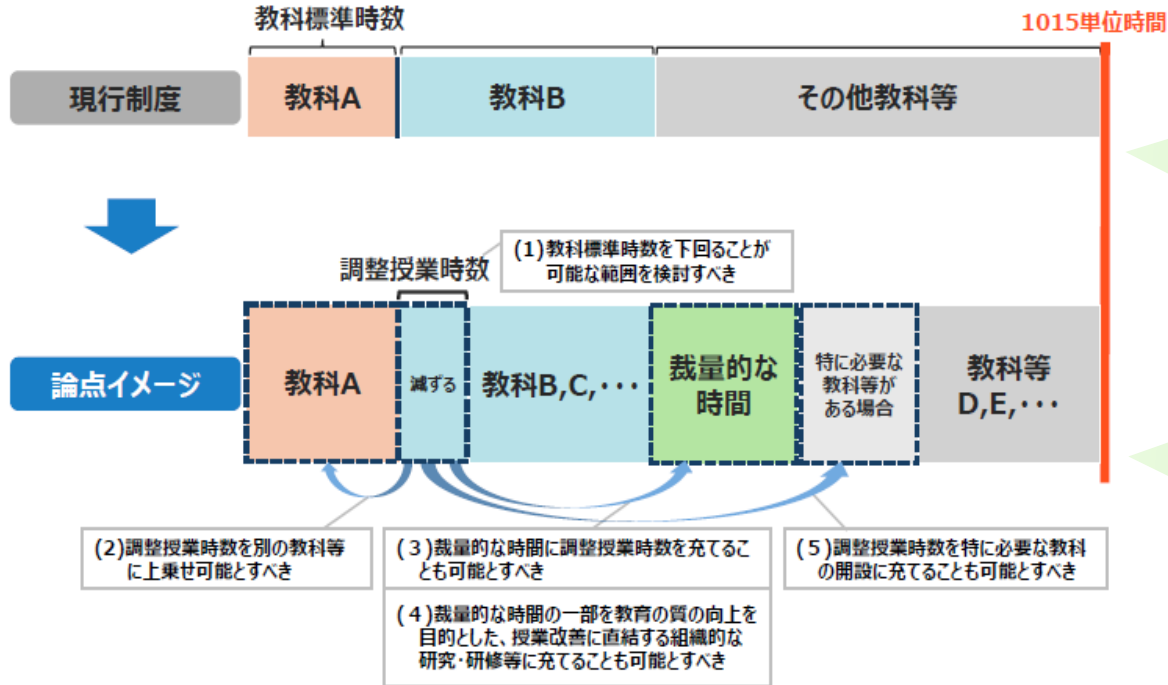 教科標準時数
1015単位時間
現行制度
教科A
教科B
その他教科等
(1)教科標準時数を下回ることが
可能な範囲を検討すべき
調整授業時数
論点イメージ
教科A
減ずる
教科B,C,･･･
裁量的な
時間
特に必要な
教科等が
ある場合
教科等
D,E,･･･
(2)調整授業時数を別の教科等
に上乗せ可能とすべき
(3)裁量的な時間に調整授業時数を充てるこ
とも可能とすべき
(4)裁量的な時間の一部を教育の質の向上を
目的とした、授業改善に直結する組織的な
研究･研修等に充てることも可能とすべき
(5)調整授業時数を特に必要な教科
の開設に充てることも可能とすべき